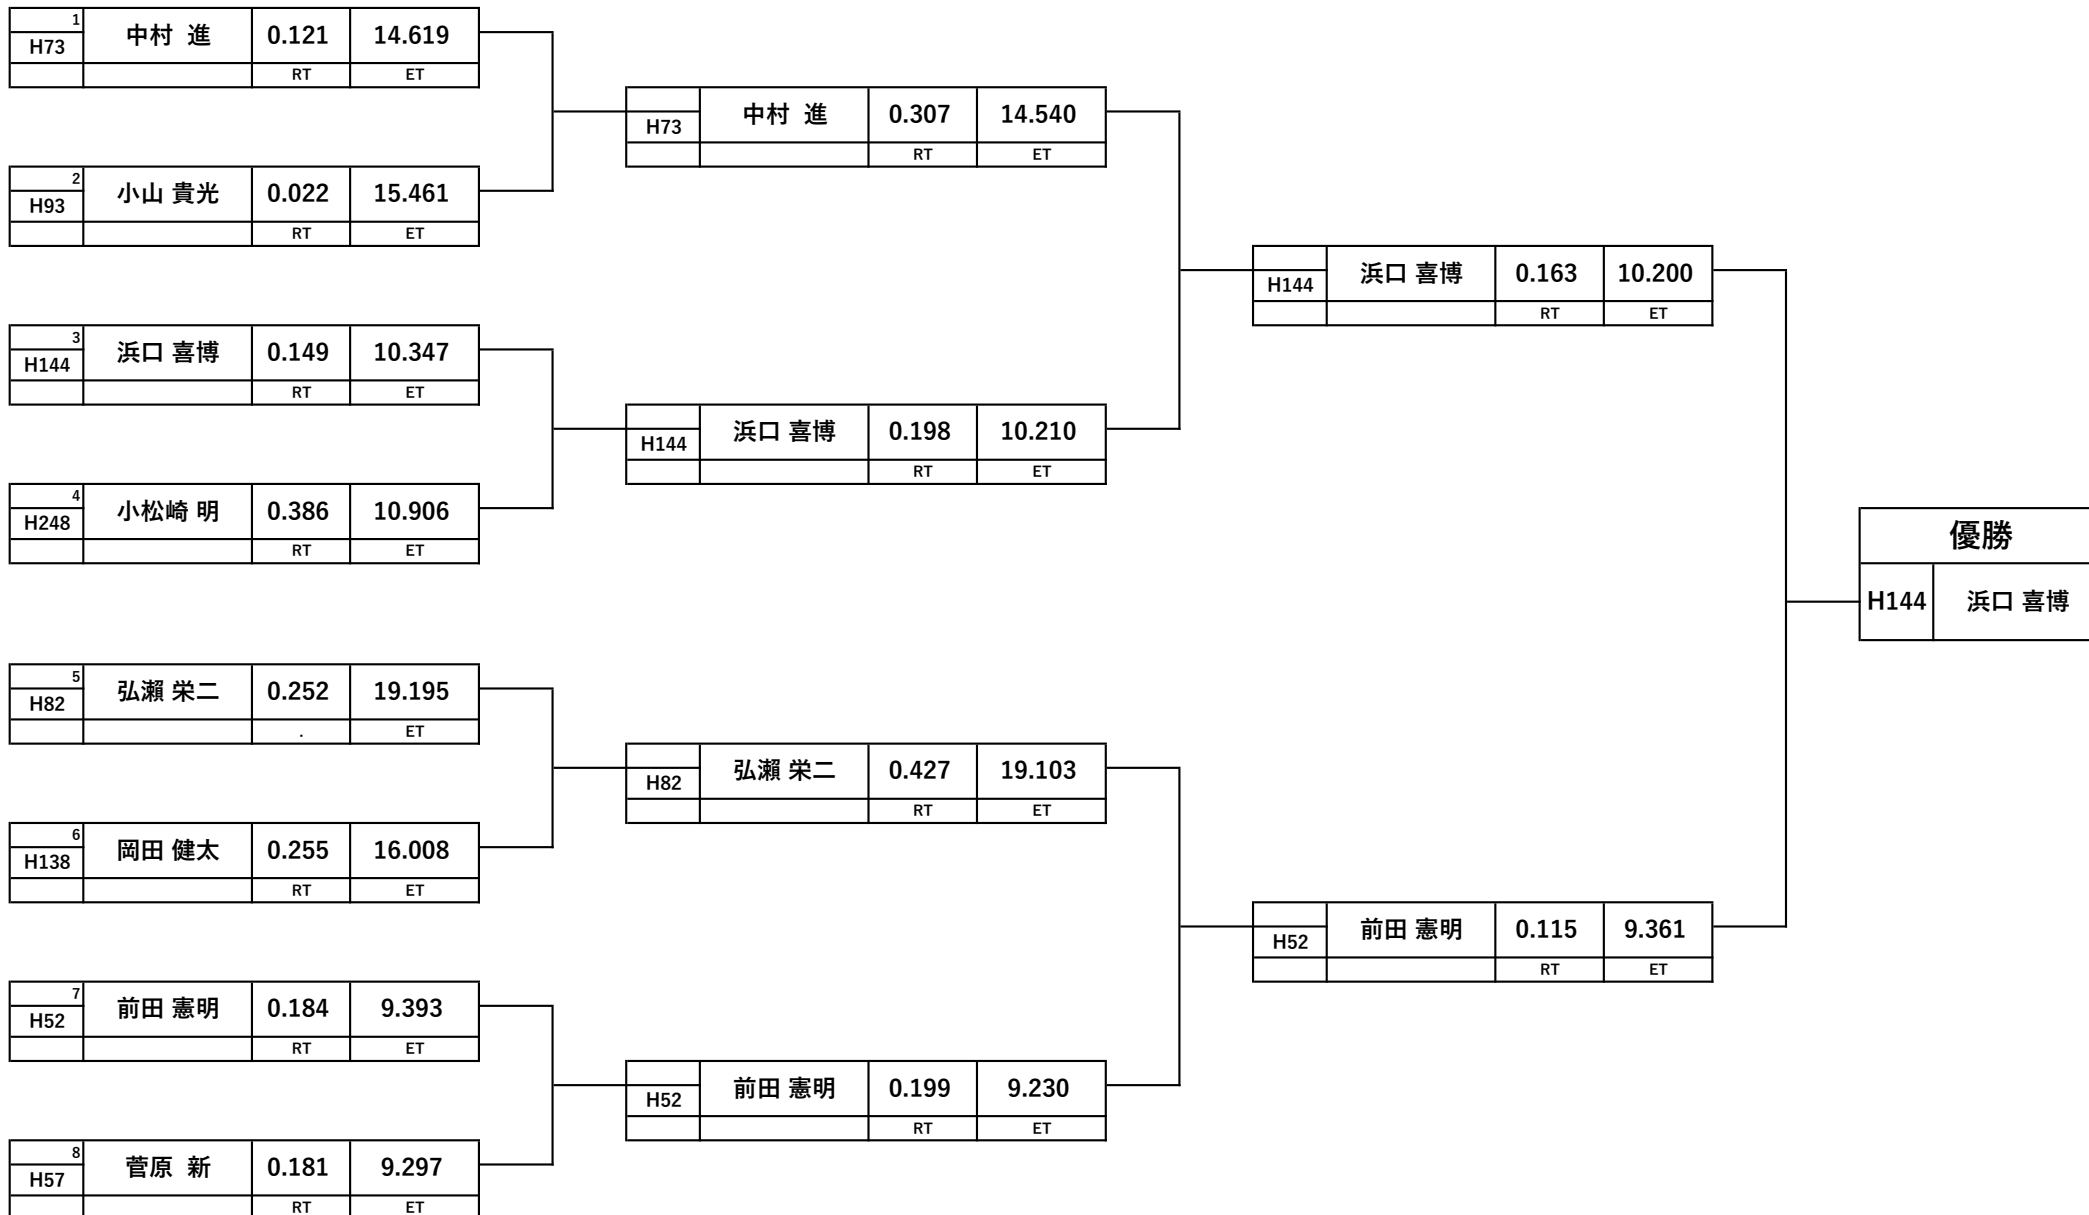 1
H73 中村 進 0.121 14.619
RT ET
2
H93 小山 貴光 0.022 15.461
RT ET
3
H144 浜口 喜博 0.149 10.347
RT ET
4
H248 小松崎 明 0.386 10.906
RT ET
5
H82 弘瀬 栄二 0.252 19.195
. ET
6
H138 岡田 健太 0.255 16.008
RT ET
7
H52 前田 憲明 0.184 9.393
RT ET
8
H57 菅原 新 0.181 9.297
RT ET
H73 中村 進 0.307 14.540
RT ET
H144 浜口 喜博 0.198 10.210
RT ET
H82 弘瀬 栄二 0.427 19.103
RT ET
H52 前田 憲明 0.199 9.230
RT ET
H144 浜口 喜博 0.163 10.200
RT ET
H52 前田 憲明 0.115 9.361
RT ET
優勝
H144 浜口 喜博